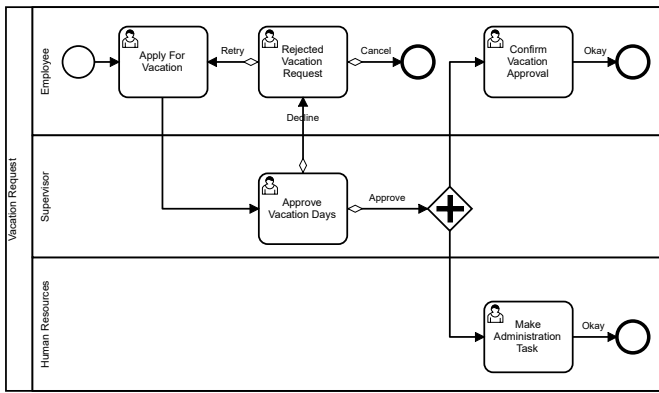 Vacation Request
Employee
Apply For
Vacation
Retry
Rejected
Vacation
Request
Cancel
Confirm
Vacation
Approval
Okay
Decline
Supervisor
Approve
Vacation Days
Approve
Human Resources
Make
Administration
Task
Okay